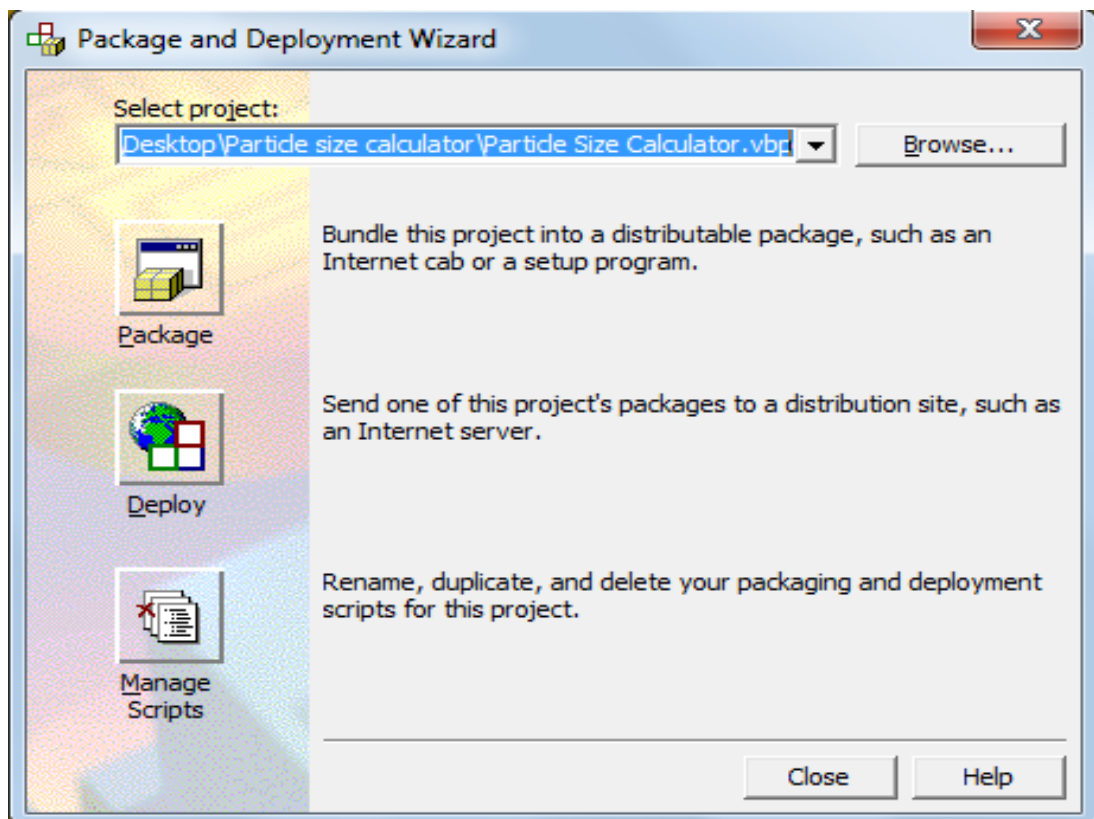 Package and Deployment Wizard
Select project:
Desktop\Particle size calculator\Particle Size Calculator.vbp
Browse...
Package
Bundle this project into a distributable package, such as an
Internet cab or a setup program.
Deploy
Send one of this project's packages to a distribution site, such as
an Internet server.
Manage
Scripts
Rename, duplicate, and delete your packaging and deployment
scripts for this project.
Close
Help